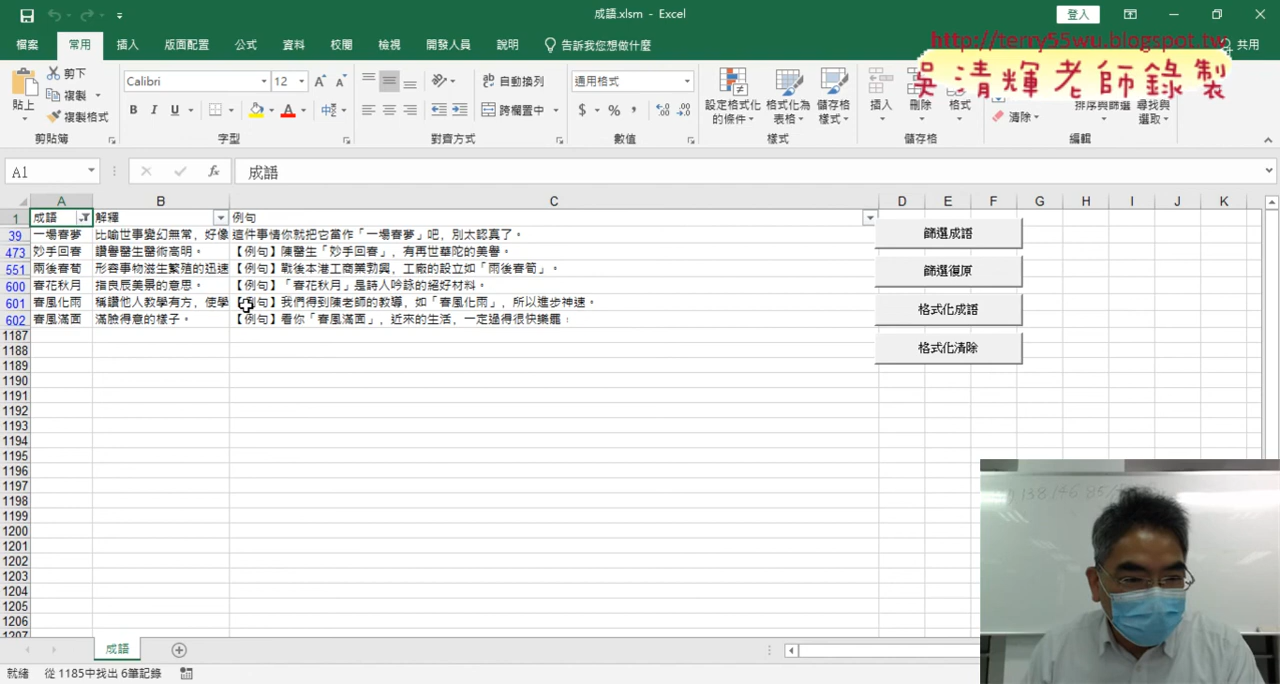 成語.xlsm - Excel
登入
檔案 常用 插入 版面配置 公式 資料 校閱 檢視 開發人員 說明 告訴我您想做什麼 共用
http://terry55wu.blogspot.tw
吳清輝老師錄製
貼上 剪下 複製 複製格式
Calibri 12 自動換列 通用格式
B I U 跨欄置中 $ % ,
設定格式化的條件 格式化為表格 儲存格樣式 插入 刪除 格式 清除 排序與篩選 尋找與選取
剪貼簿 字型 對齊方式 數值 樣式 儲存格 編輯
A1 fx 成語
A B C D E F G H I J K
1 成語 解釋 例句
39 一場春夢 比喻世事變幻無常，好像 這件事情你就把它當作「一場春夢」吧，別太認真了。
473 妙手回春 讚譽醫生醫術高明。 【例句】陳醫生「妙手回春」，有再世華陀的美譽。
551 雨後春筍 形容事物滋生繁殖的迅速 【例句】戰後本港工商業勃興，工廠的設立如「雨後春筍」。
600 春花秋月 指良辰美景的意思。 【例句】「春花秋月」是詩人吟詠的絕好材料。
601 春風化雨 稱讚他人教學有方，使學 【例句】我們得到陳老師的教導，如「春風化雨」，所以進步神速。
602 春風滿面 滿臉得意的樣子。 【例句】看你「春風滿面」，近來的生活，一定過得很快樂罷﹗
篩選成語
篩選復原
格式化成語
格式化清除
1187
1188
1189
1190
1191
1192
1193
1194
1195
1196
1197
1198
1199
1200
1201
1202
1203
1204
1205
1206
1207
成語
就緒 從 1185中找出 6筆記錄